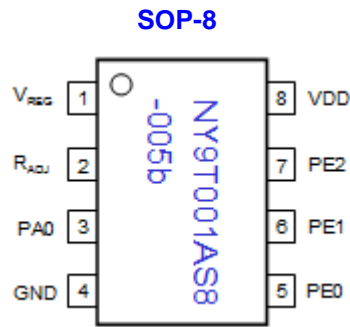 SOP-8
VREG 1 8 VDD
RADJ 2 7 PE2
PA0 3 6 PE1
GND 4 5 PE0
NY9T001AS8
-005b